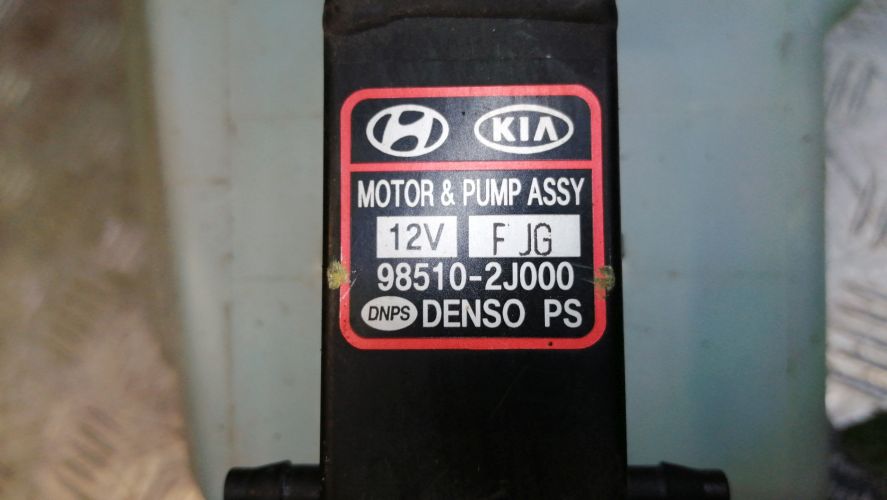 H KIA
MOTOR & PUMP ASSY
12V F JG
98510-2J000
DNPS DENSO PS